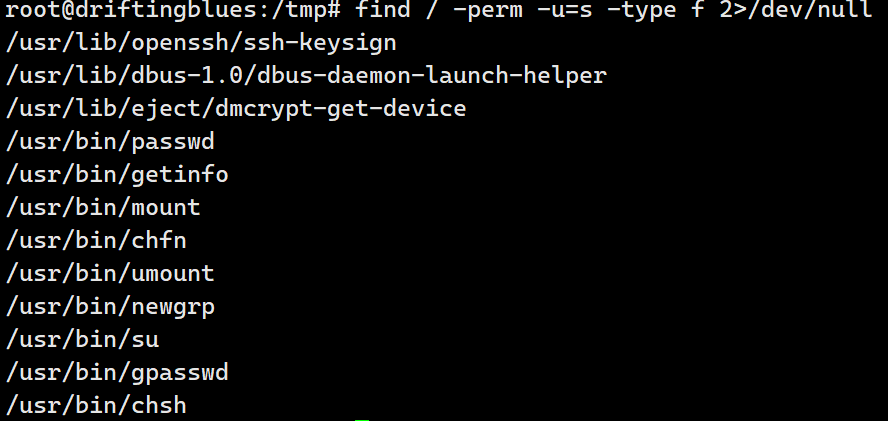 root@driftingblues:/tmp# find / -perm -u=s -type f 2>/dev/null
/usr/lib/openssh/ssh-keysign
/usr/lib/dbus-1.0/dbus-daemon-launch-helper
/usr/lib/eject/dmcrypt-get-device
/usr/bin/passwd
/usr/bin/getinfo
/usr/bin/mount
/usr/bin/chfn
/usr/bin/umount
/usr/bin/newgrp
/usr/bin/su
/usr/bin/gpasswd
/usr/bin/chsh